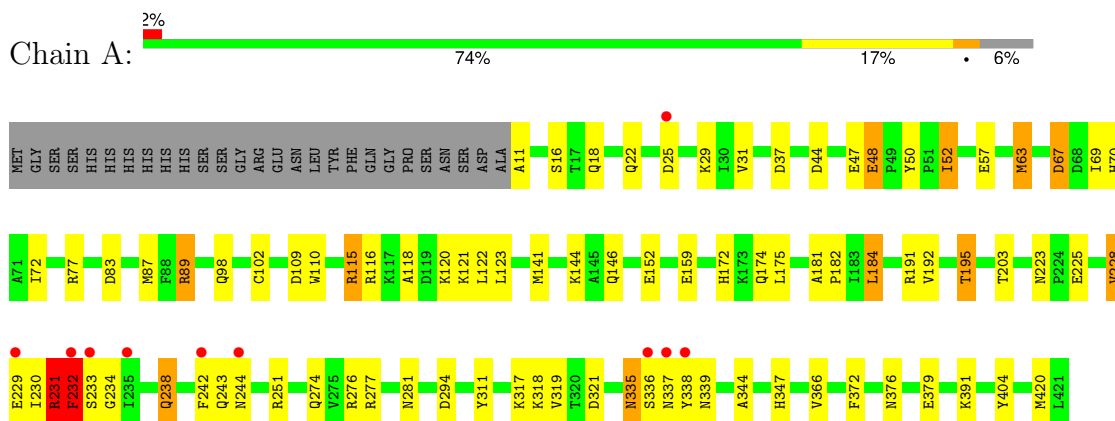 2%
Chain A:
74% 17% • 6%
MET GLY SER SER HIS HIS HIS HIS HIS HIS SER SER GLY ARG GLU ASN LEU TYR PHE GLN GLY PRO SER ASN SER ASP ALA A11 S16 T17 Q18 Q22 D25 K29 I30 V31 D37 D44 E47 E48 P49 Y50 P51 I52 E57 M63 D67 D68 I69 H70
A71 I72 R77 D83 M87 F88 R89 Q98 C102 D109 W110 R115 R116 K117 A118 D119 K120 K121 L122 L123 M141 K144 A145 Q146 E152 E159 H172 K173 Q174 L175 A181 P182 I183 L184 R191 V192 T195 T203 N223 P224 E225 V228
E229 I230 R231 F232 S233 G234 I235 Q238 F242 Q243 N244 R251 Q274 V275 R276 R277 N281 D294 Y311 K317 K318 V319 T320 D321 N335 S336 N337 Y338 N339 A344 H347 V366 F372 N376 E379 K391 Y404 M420 L421